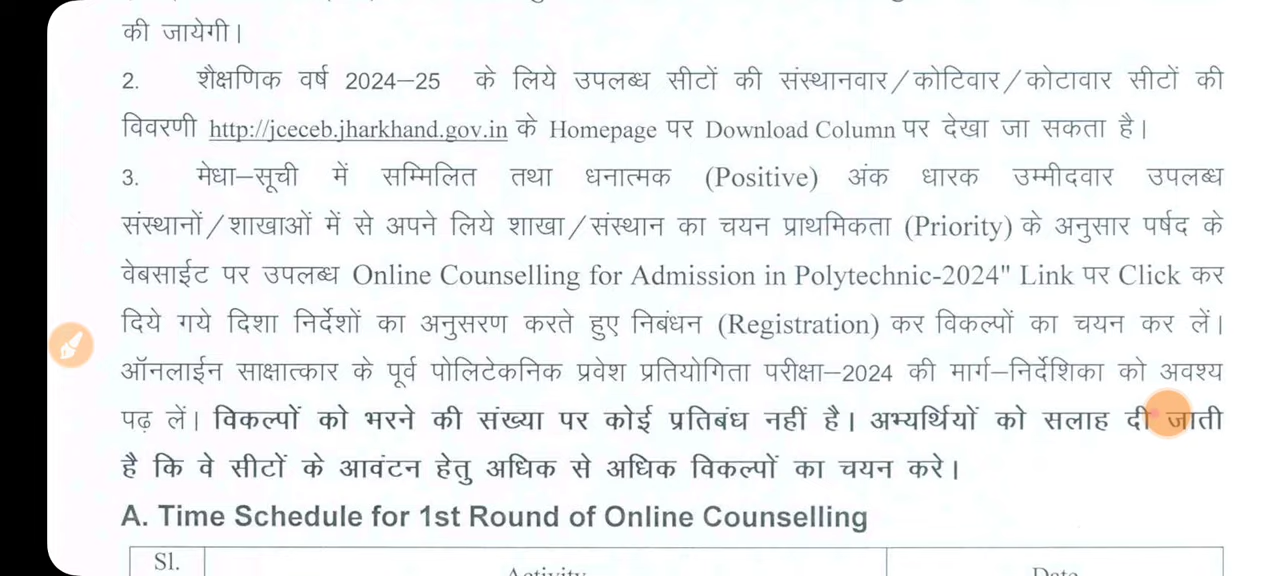 की जायेगी।
2. शैक्षणिक वर्ष 2024–25 के लिये उपलब्ध सीटों की संस्थानवार/कोटिवार/कोटावार सीटों की
विवरणी http://jceceb.jharkhand.gov.in के Homepage पर Download Column पर देखा जा सकता है।
3. मेधा–सूची में सम्मिलित तथा धनात्मक (Positive) अंक धारक उम्मीदवार उपलब्ध
संस्थानों/शाखाओं में से अपने लिये शाखा/संस्थान का चयन प्राथमिकता (Priority) के अनुसार पर्षद के
वेबसाईट पर उपलब्ध Online Counselling for Admission in Polytechnic-2024" Link पर Click कर
दिये गये दिशा निर्देशों का अनुसरण करते हुए निबंधन (Registration) कर विकल्पों का चयन कर लें।
ऑनलाईन साक्षात्कार के पूर्व पोलिटेकनिक प्रवेश प्रतियोगिता परीक्षा–2024 की मार्ग–निर्देशिका को अवश्य
पढ़ लें। विकल्पों को भरने की संख्या पर कोई प्रतिबंध नहीं है। अभ्यर्थियों को सलाह दी जाती
है कि वे सीटों के आवंटन हेतु अधिक से अधिक विकल्पों का चयन करे।
A. Time Schedule for 1st Round of Online Counselling
Sl. Activity Date